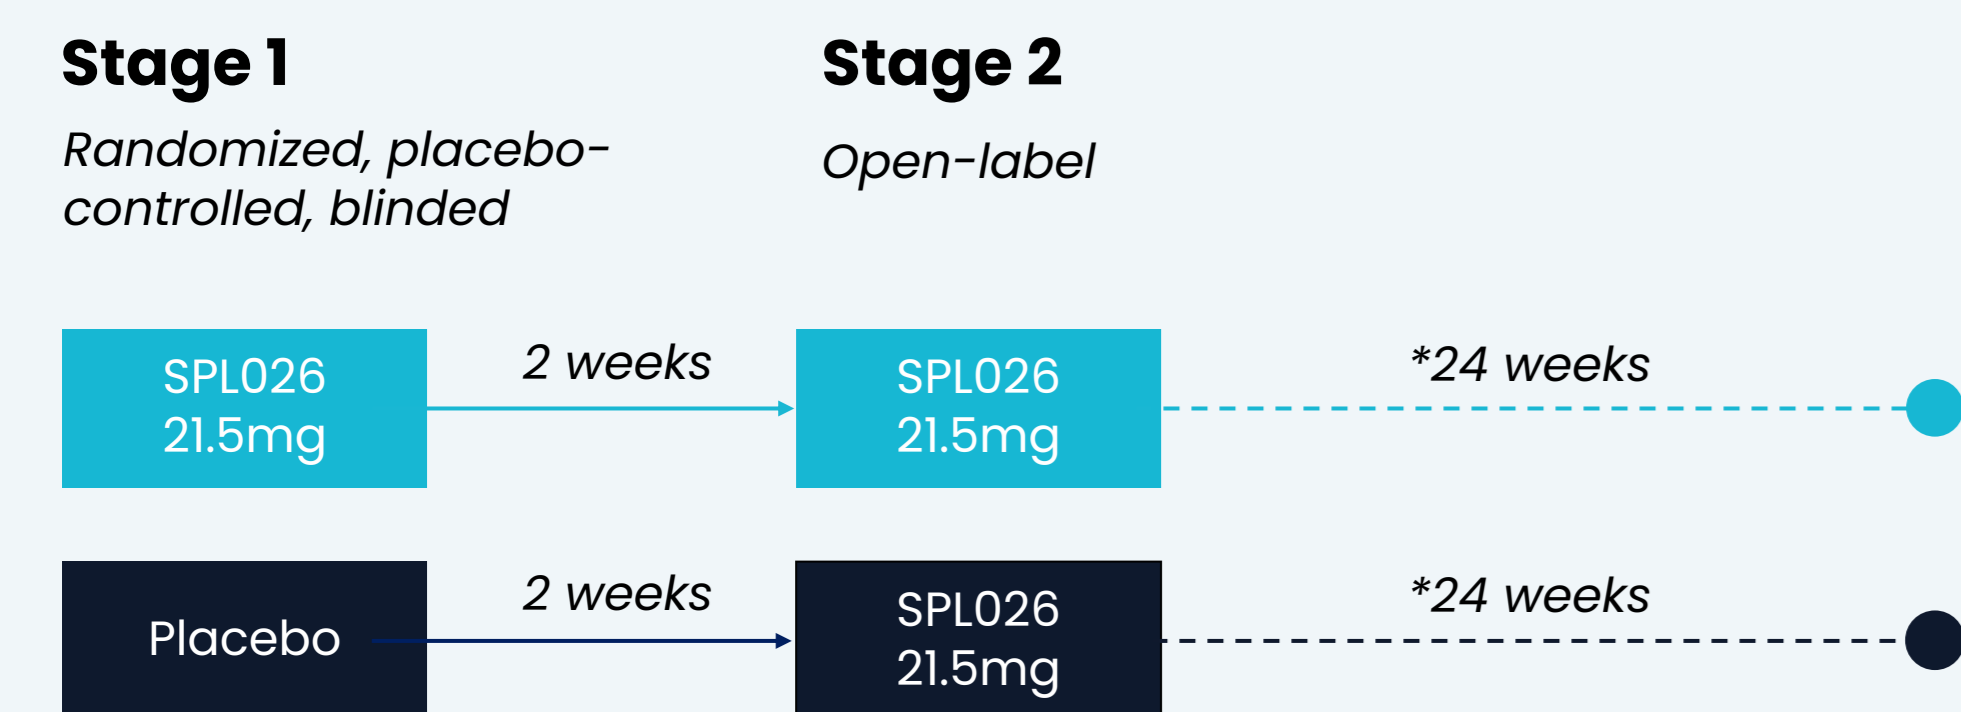 Stage 1
Stage 2
Randomized, placebo-
controlled, blinded
Open-label
SPL026
21.5mg
2 weeks
SPL026
21.5mg
*24 weeks
Placebo
2 weeks
SPL026
21.5mg
*24 weeks